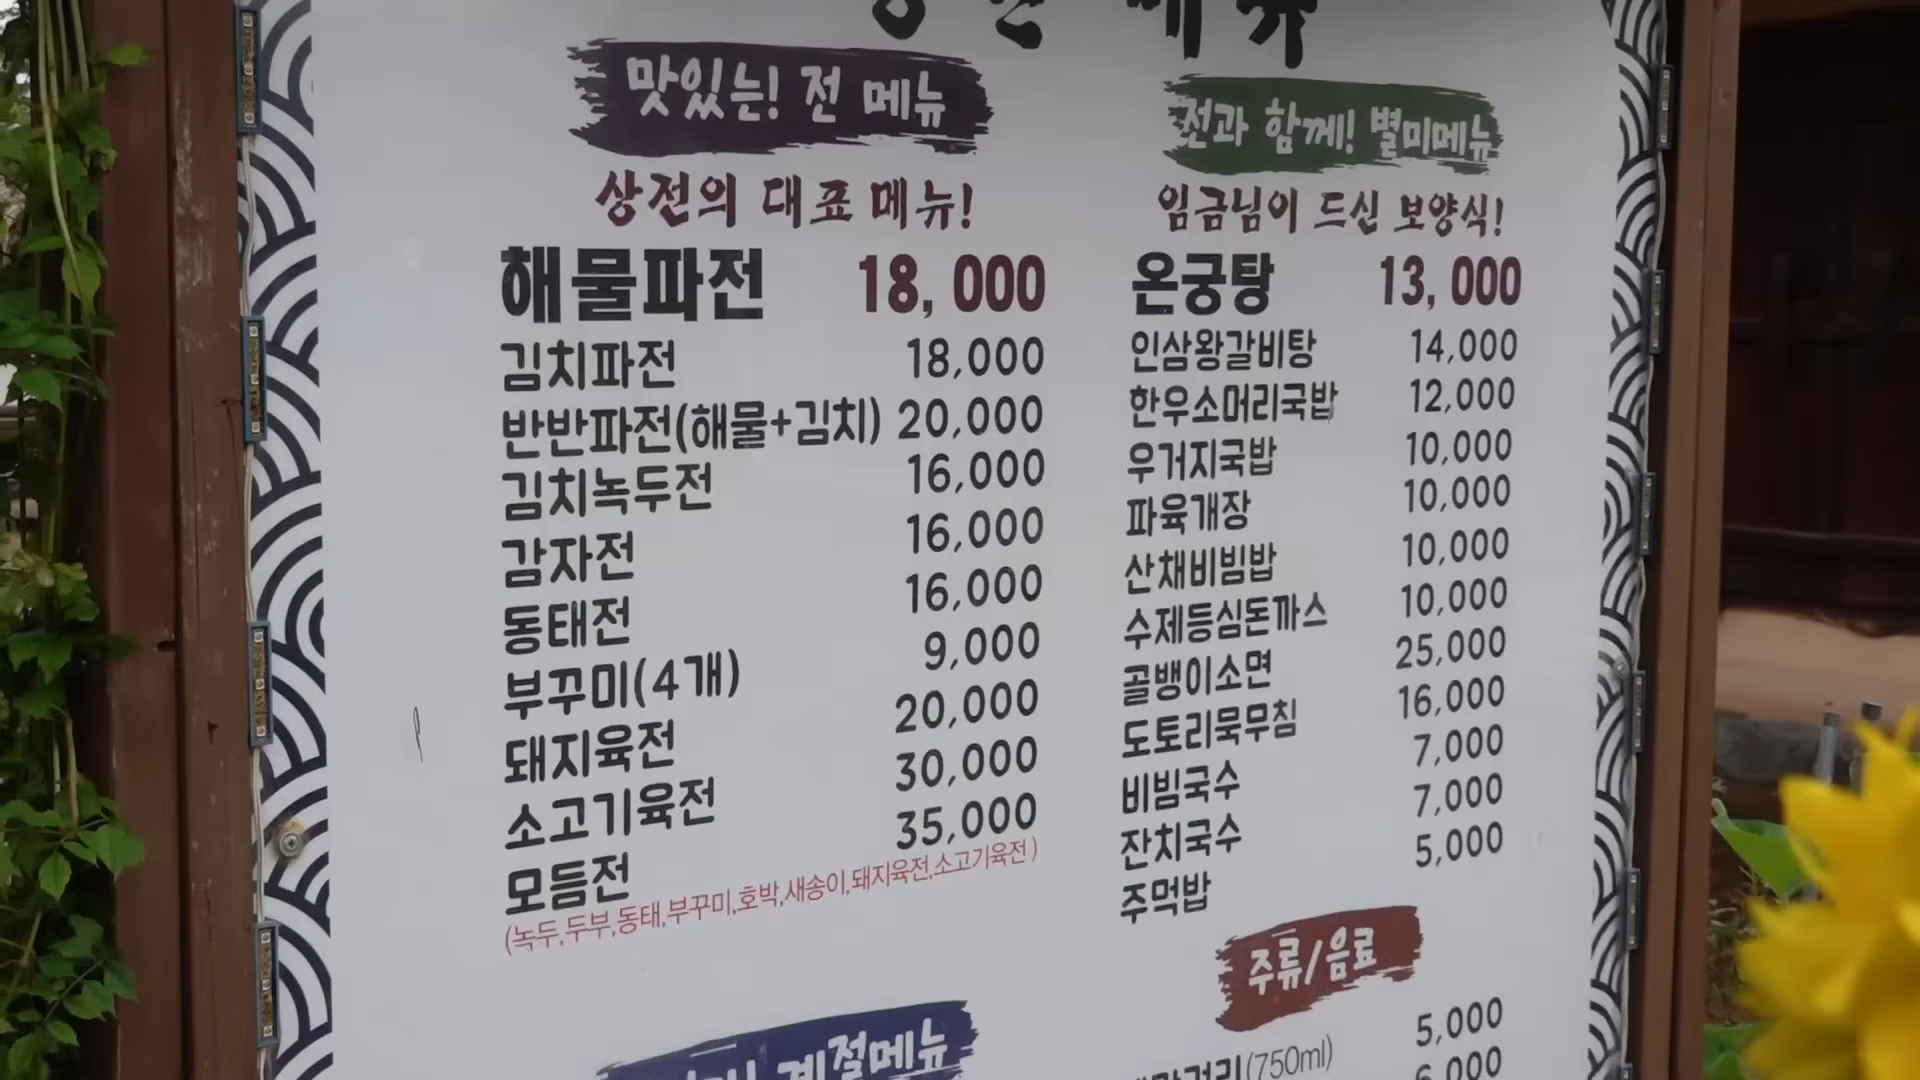 상전 메뉴
맛있는! 전 메뉴
상전의 대표 메뉴!
해물파전 18,000
김치파전 18,000
반반파전(해물+김치) 20,000
김치녹두전 16,000
감자전 16,000
동태전 16,000
부꾸미(4개) 9,000
돼지육전 20,000
소고기육전 30,000
모듬전 35,000
(녹두,두부,동태,부꾸미,호박,새송이,돼지육전,소고기육전)
계절메뉴
전과 함께! 별미메뉴
임금님이 드신 보양식!
온궁탕 13,000
인삼왕갈비탕 14,000
한우소머리국밥 12,000
우거지국밥 10,000
파육개장 10,000
산채비빔밥 10,000
수제등심돈까스 10,000
골뱅이소면 25,000
도토리묵무침 16,000
비빔국수 7,000
잔치국수 7,000
주먹밥 5,000
주류/음료
(750ml) 5,000
6,000